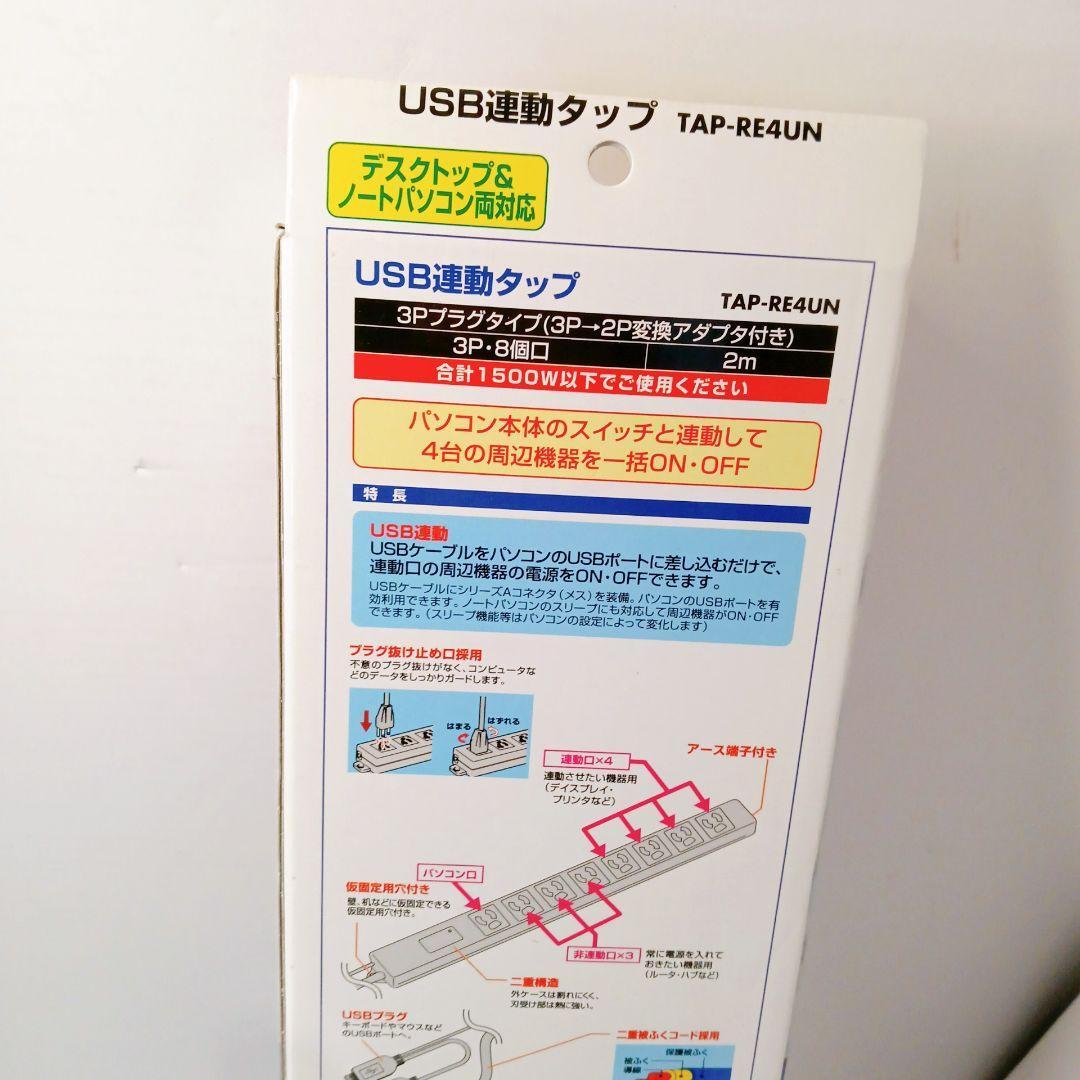 USB連動タップ TAP-RE4UN
デスクトップ&
ノートパソコン両対応
USB連動タップ
TAP-RE4UN
3Pプラグタイプ(3P→2P変換アダプタ付き)
3P・8個口
2m
合計1500W以下でご使用ください
パソコン本体のスイッチと連動して
4台の周辺機器を一括ON・OFF
特長
USB連動
USBケーブルをパソコンのUSBポートに差し込むだけで、
連動口の周辺機器の電源をON・OFFできます。
USBケーブルにシリーズAコネクタ(メス)を装備。パソコンのUSBポートを有
効利用できます。ノートパソコンのスリープにも対応して周辺機器がON・OFF
できます。(スリープ機能等はパソコンの設定によって変化します)
プラグ抜け止め口採用
不意のプラグ抜けがなく、コンピュータな
どのデータをしっかりガードします。
はまる
はずれる
連動口×4
連動させたい機器用
(ディスプレイ・
プリンタなど)
アース端子付き
パソコン口
仮固定用穴付き
壁、机などに仮固定できる
仮固定用穴付き。
非連動口×3
常に電源を入れて
おきたい機器用
(ルータ・ハブなど)
二重構造
外ケースは割れにくく、
刃受け部は熱に強い。
USBプラグ
キーボードやマウスなど
のUSBポートへ。
二重被ふくコード採用
保護被ふく
被ふく
導線